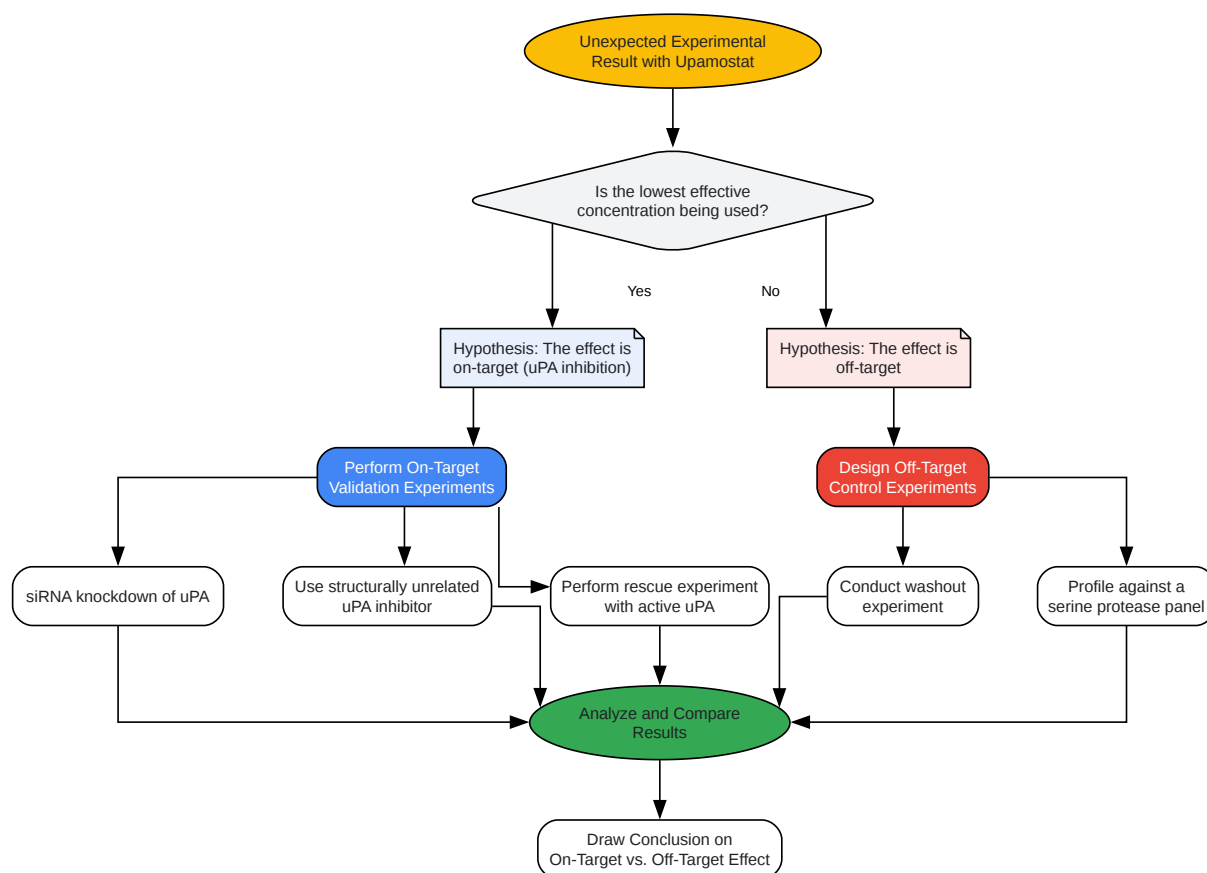 Unexpected Experimental
Result with Upamostat
Is the lowest effective
concentration being used?
Yes
No
Hypothesis: The effect is
on-target (uPA inhibition)
Hypothesis: The effect is
off-target
Perform On-Target
Validation Experiments
Design Off-Target
Control Experiments
siRNA knockdown of uPA
Use structurally unrelated
uPA inhibitor
Perform rescue experiment
with active uPA
Conduct washout
experiment
Profile against a
serine protease panel
Analyze and Compare
Results
Draw Conclusion on
On-Target vs. Off-Target Effect